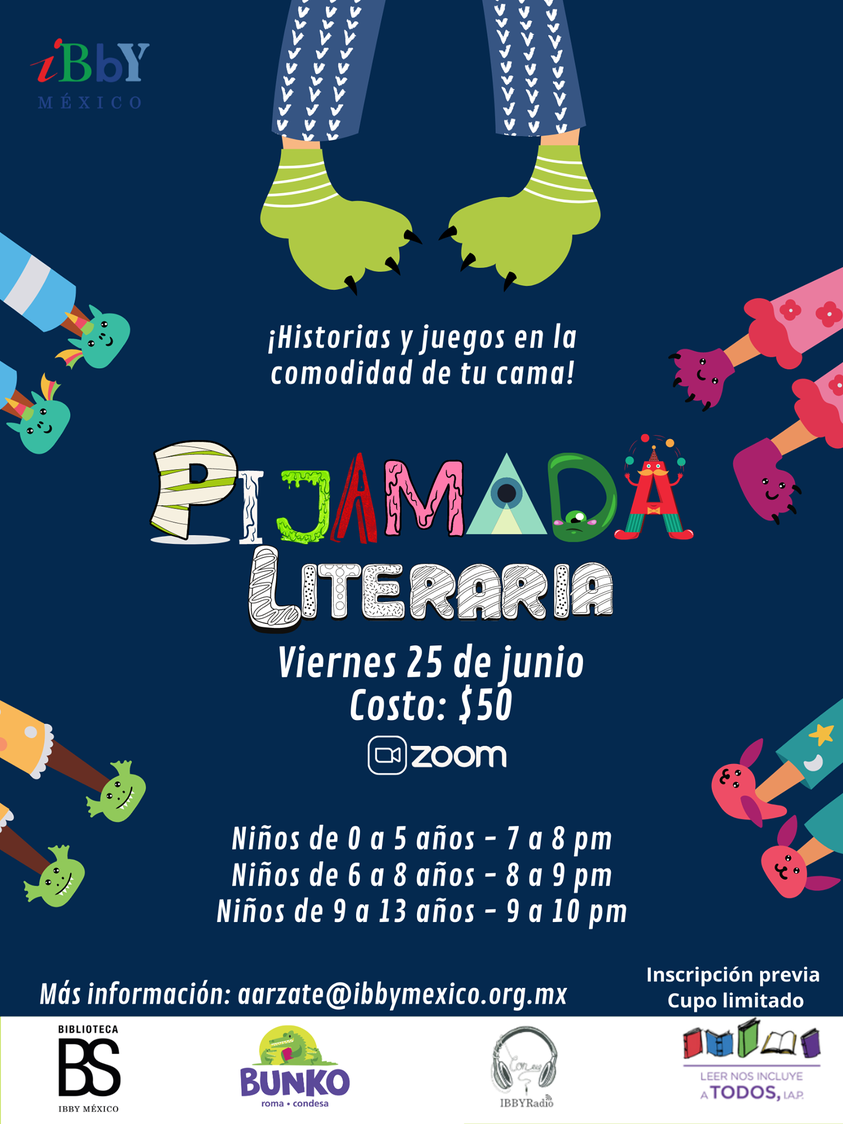 iBbY
MÉXICO
¡Historias y juegos en la
comodidad de tu cama!
PIJAMADA
LITERARIA
Viernes 25 de junio
Costo: $50
zoom
Niños de 0 a 5 años - 7 a 8 pm
Niños de 6 a 8 años - 8 a 9 pm
Niños de 9 a 13 años - 9 a 10 pm
Inscripción previa
Cupo limitado
Más información: aarzate@ibbymexico.org.mx
BIBLIOTECA
BS
IBBY MÉXICO
BUNKO
roma • condesa
IBBYRadio
LEER NOS INCLUYE
A TODOS, I.A.P.